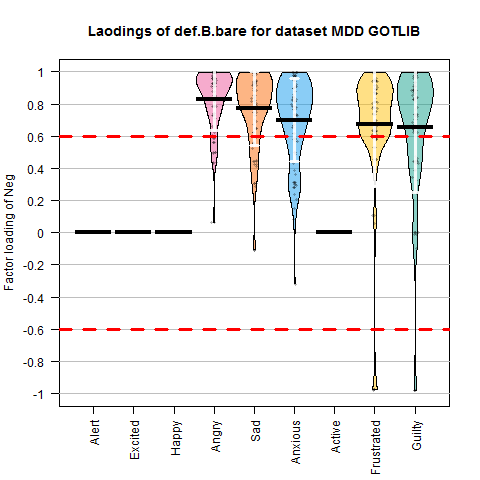 Laodings of def.B.bare for dataset MDD GOTLIB
Factor loading of Neg
1
0.8
0.6
0.4
0.2
0
-0.2
-0.4
-0.6
-0.8
-1
Alert
Excited
Happy
Angry
Sad
Anxious
Active
Frustrated
Guilty